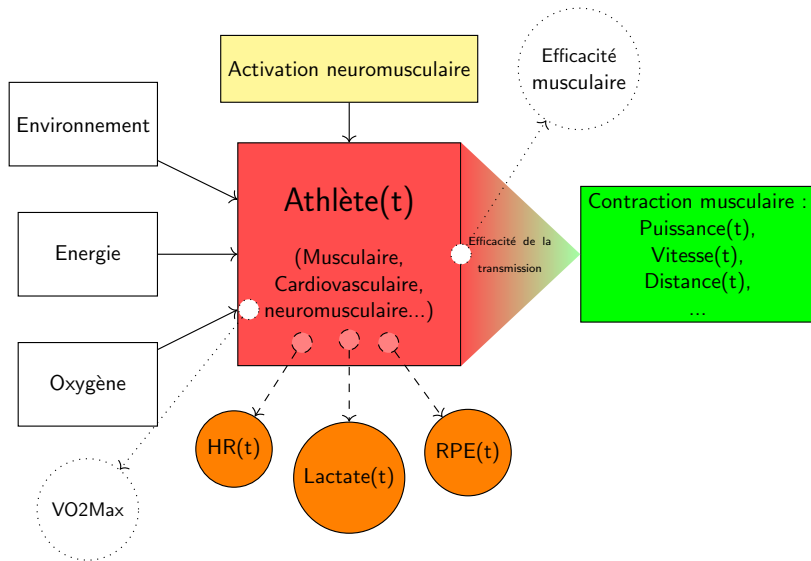 Activation neuromusculaire
Efficacité
musculaire
Environnement
Athlète(t)
Contraction musculaire :
Puissance(t),
Vitesse(t),
Distance(t),
...
Energie
(Musculaire,
Cardiovasculaire,
neuromusculaire...)
Efficacité de la
transmission
Oxygène
HR(t)
Lactate(t)
RPE(t)
VO2Max